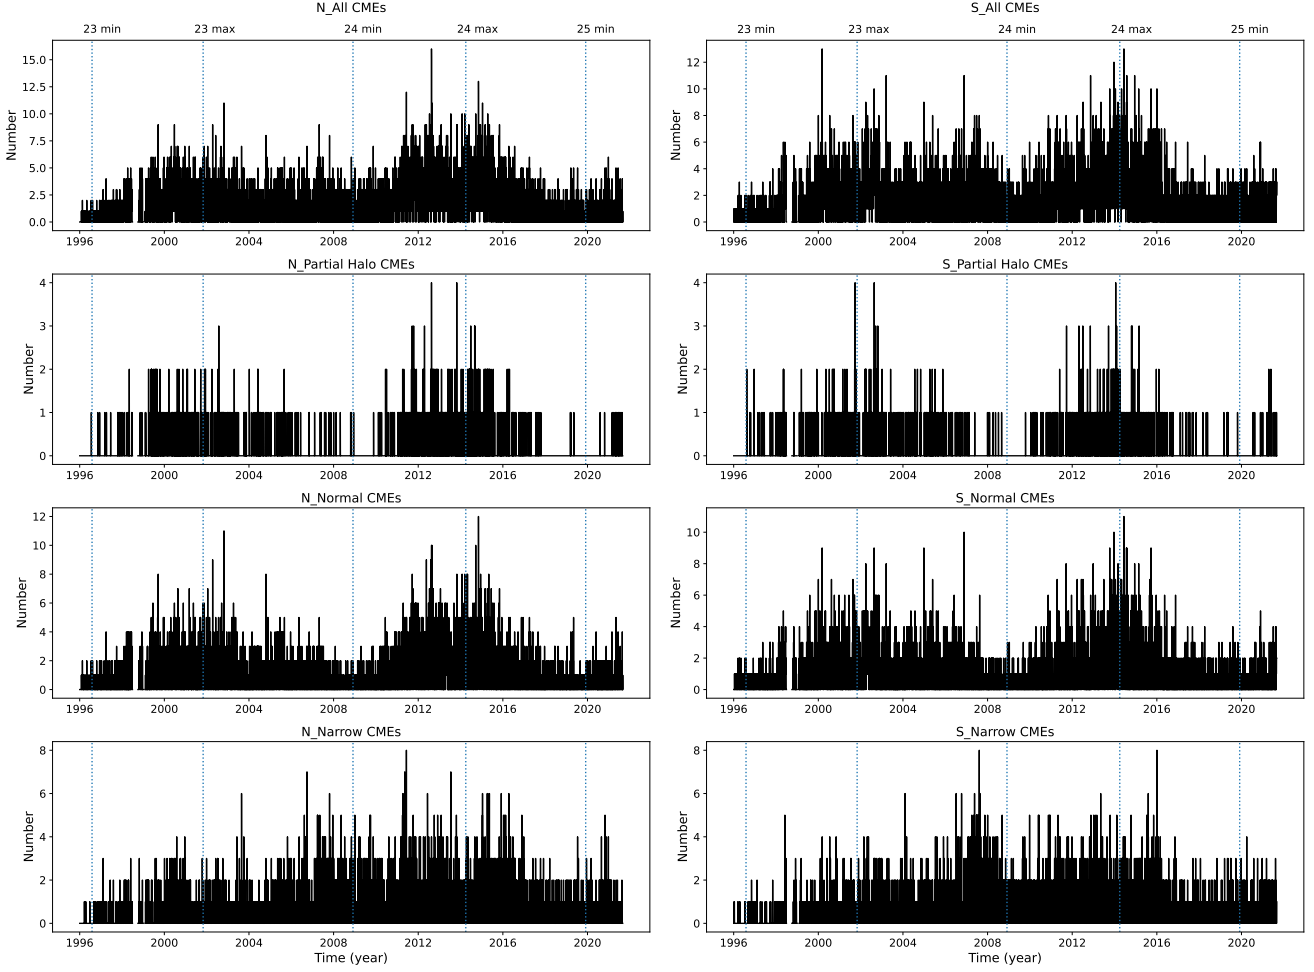 N_All CMEs
23 min 23 max 24 min 24 max 25 min
Number
15.0
12.5
10.0
7.5
5.0
2.5
0.0
1996 2000 2004 2008 2012 2016 2020
S_All CMEs
23 min 23 max 24 min 24 max 25 min
Number
12
10
8
6
4
2
0
1996 2000 2004 2008 2012 2016 2020
N_Partial Halo CMEs
Number
4
3
2
1
0
1996 2000 2004 2008 2012 2016 2020
S_Partial Halo CMEs
Number
4
3
2
1
0
1996 2000 2004 2008 2012 2016 2020
N_Normal CMEs
Number
12
10
8
6
4
2
0
1996 2000 2004 2008 2012 2016 2020
S_Normal CMEs
Number
10
8
6
4
2
0
1996 2000 2004 2008 2012 2016 2020
N_Narrow CMEs
Number
8
6
4
2
0
1996 2000 2004 2008 2012 2016 2020
Time (year)
S_Narrow CMEs
Number
8
6
4
2
0
1996 2000 2004 2008 2012 2016 2020
Time (year)